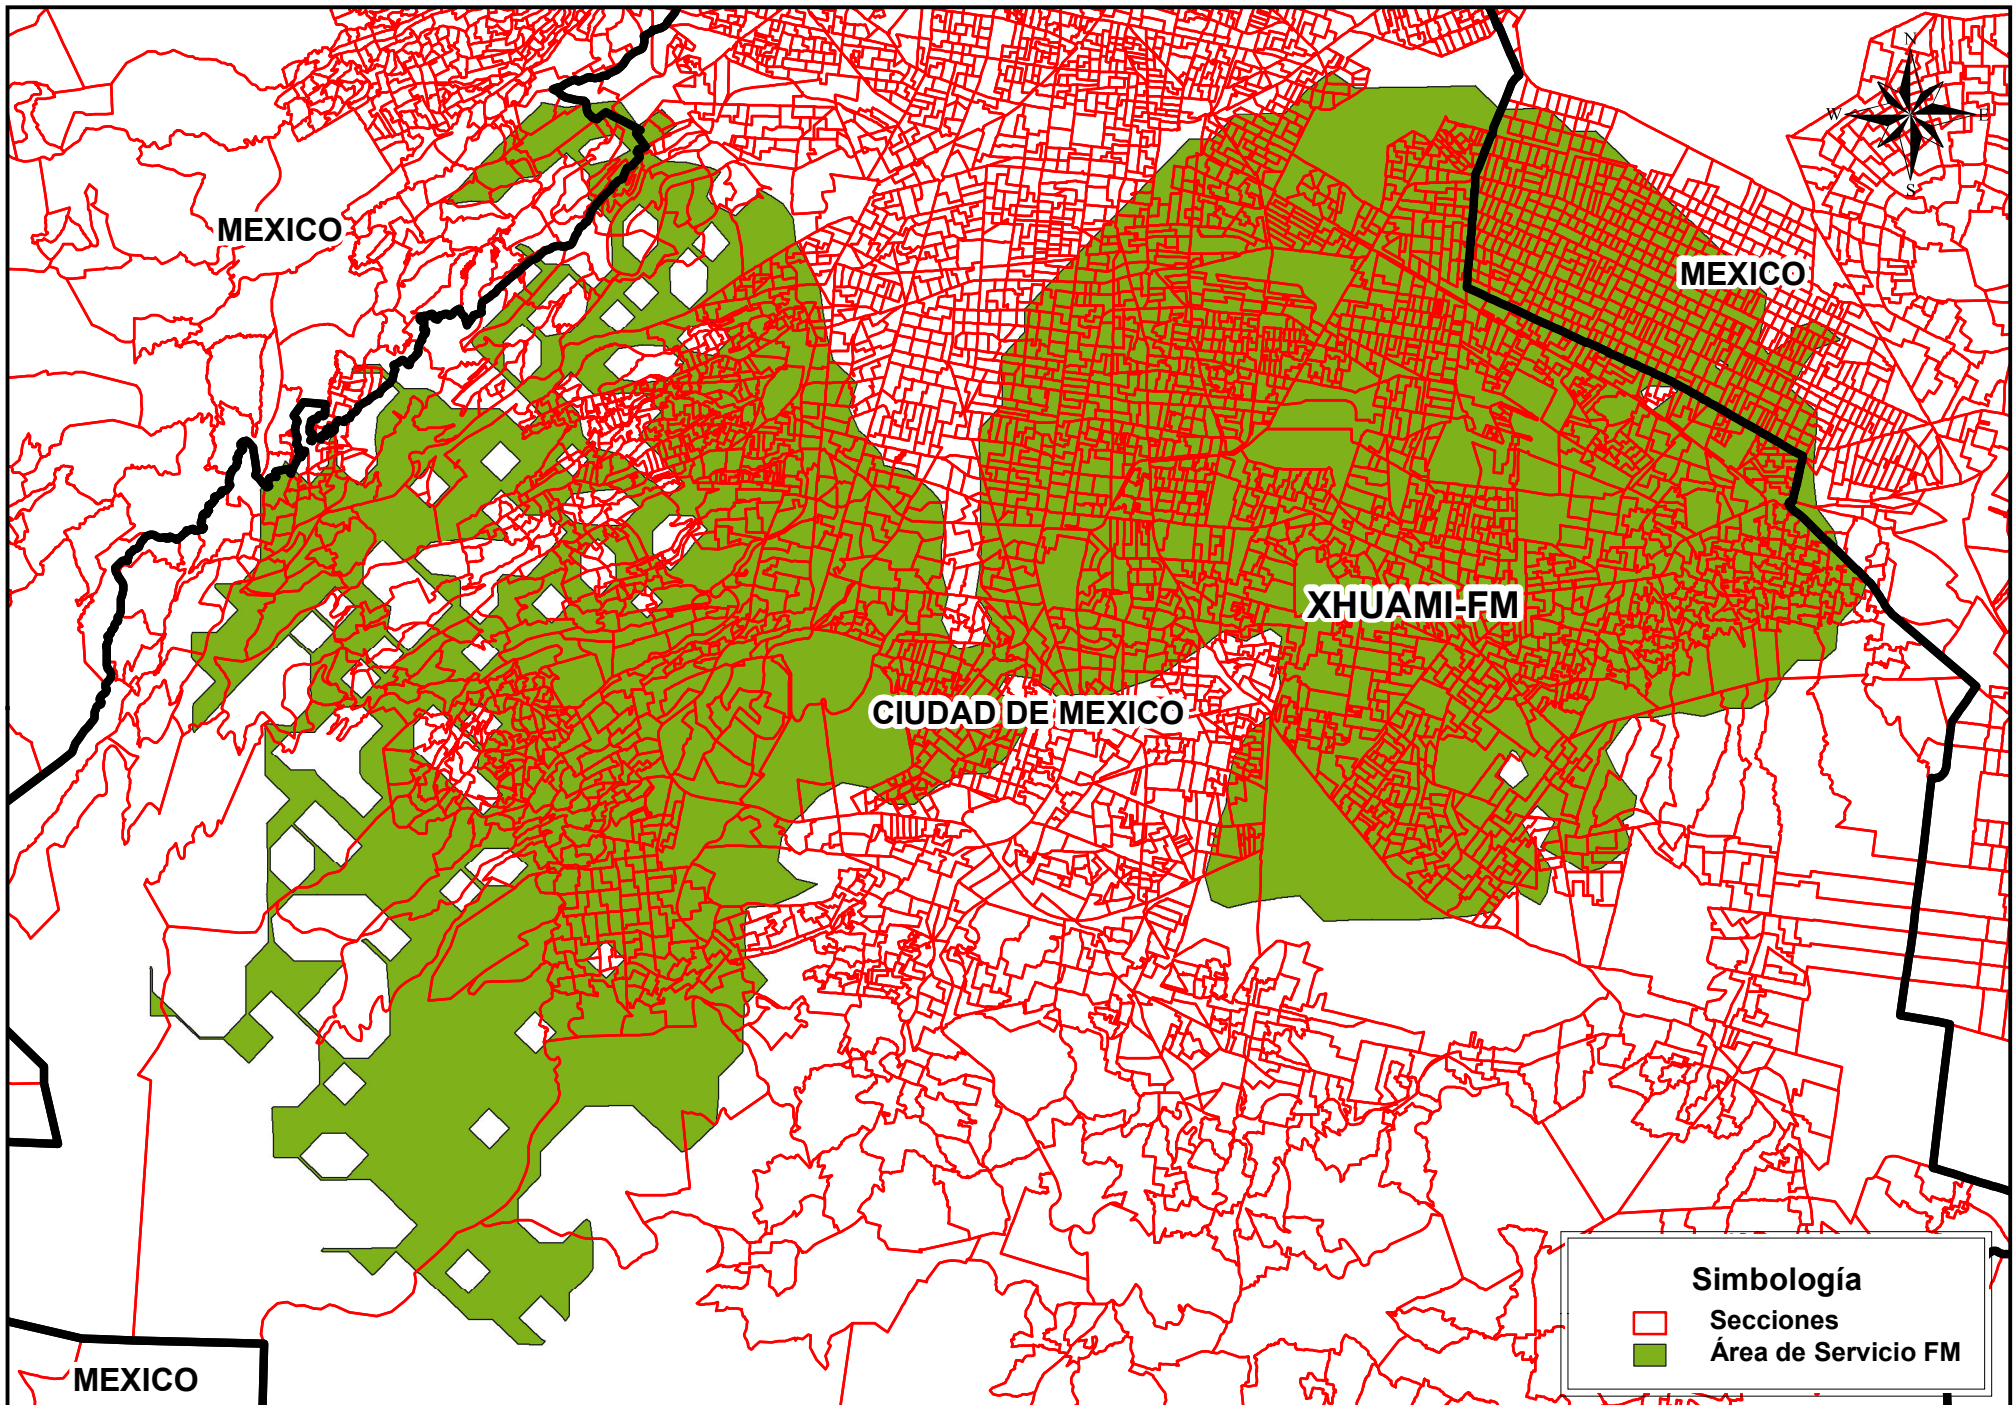 N
W
E
S
MEXICO
MEXICO
XHUAMI-FM
CIUDAD DE MEXICO
Simbología
Secciones
Área de Servicio FM
MEXICO